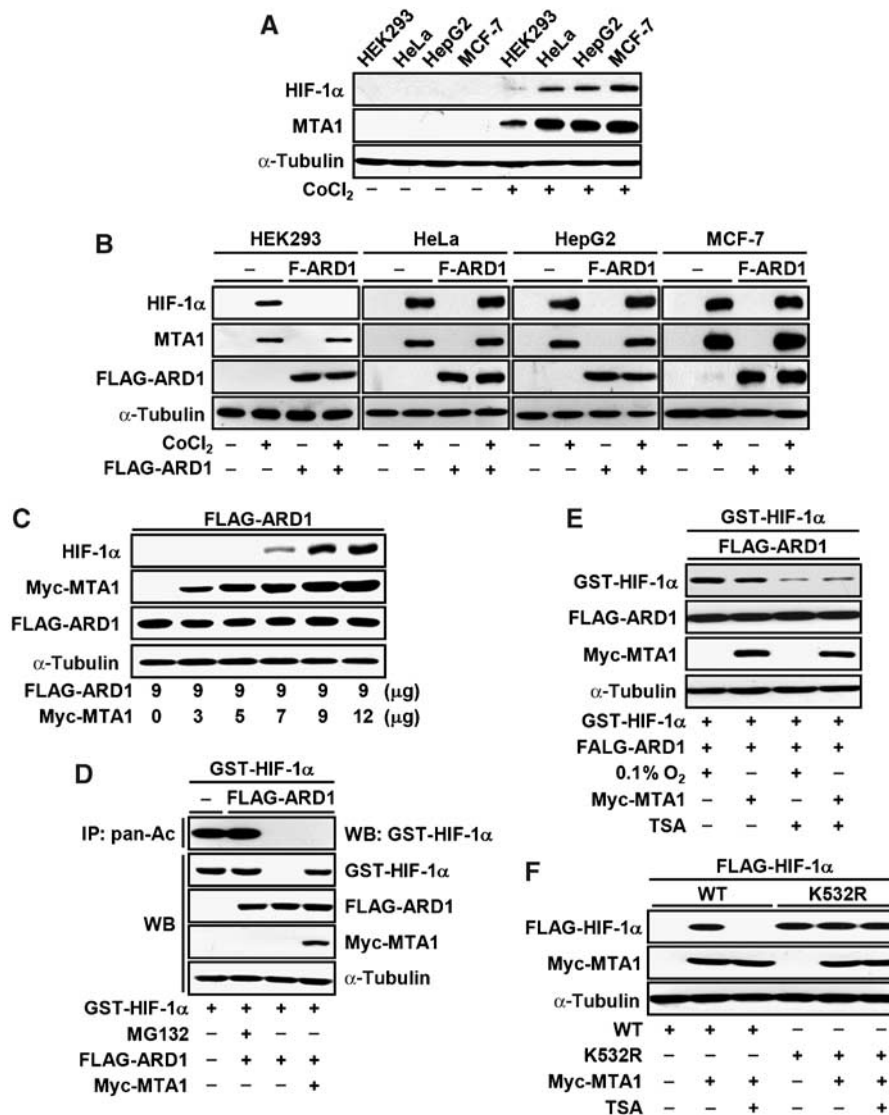 A
HEK293 HeLa HepG2 MCF-7 HEK293 HeLa HepG2 MCF-7
HIF-1α
MTA1
α-Tubulin
CoCl2 – – – – + + + +
B
HEK293 HeLa HepG2 MCF-7
– F-ARD1 – F-ARD1 – F-ARD1 – F-ARD1
HIF-1α
MTA1
FLAG-ARD1
α-Tubulin
CoCl2 – + – + – + – + – + – + – + – +
FLAG-ARD1 – – + + – – + + – – + + – – + +
C
FLAG-ARD1
HIF-1α
Myc-MTA1
FLAG-ARD1
α-Tubulin
FLAG-ARD1 9 9 9 9 9 9 (μg)
Myc-MTA1 0 3 5 7 9 12 (μg)
D
GST-HIF-1α
– FLAG-ARD1
IP: pan-Ac WB: GST-HIF-1α
WB
GST-HIF-1α
FLAG-ARD1
Myc-MTA1
α-Tubulin
GST-HIF-1α + + + +
MG132 – + – –
FLAG-ARD1 – + + +
Myc-MTA1 – – – +
E
GST-HIF-1α
FLAG-ARD1
GST-HIF-1α
FLAG-ARD1
Myc-MTA1
α-Tubulin
GST-HIF-1α + + + +
FALG-ARD1 + + + +
0.1% O2 + – + –
Myc-MTA1 – + – +
TSA – – + +
F
FLAG-HIF-1α
WT K532R
FLAG-HIF-1α
Myc-MTA1
α-Tubulin
WT + + + – – –
K532R – – – + + +
Myc-MTA1 – + + – + +
TSA – – + – – +